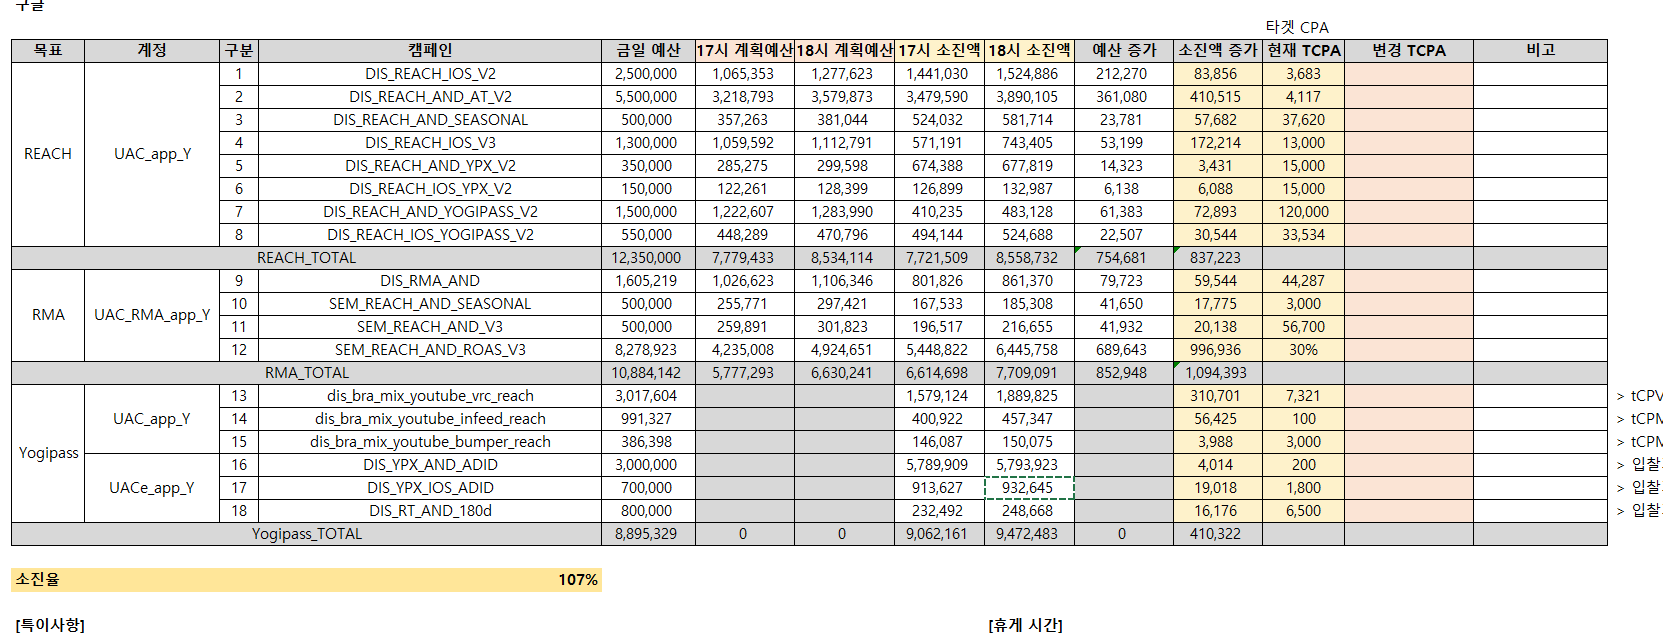 구글
타겟 CPA
목표 계정 구분 캠페인 금일 예산 17시 계획예산 18시 계획예산 17시 소진액 18시 소진액 예산 증가 소진액 증가 현재 TCPA 변경 TCPA 비고
1 DIS_REACH_IOS_V2 2,500,000 1,065,353 1,277,623 1,441,030 1,524,886 212,270 83,856 3,683
2 DIS_REACH_AND_AT_V2 5,500,000 3,218,793 3,579,873 3,479,590 3,890,105 361,080 410,515 4,117
3 DIS_REACH_AND_SEASONAL 500,000 357,263 381,044 524,032 581,714 23,781 57,682 37,620
4 DIS_REACH_IOS_V3 1,300,000 1,059,592 1,112,791 571,191 743,405 53,199 172,214 13,000
REACH UAC_app_Y
5 DIS_REACH_AND_YPX_V2 350,000 285,275 299,598 674,388 677,819 14,323 3,431 15,000
6 DIS_REACH_IOS_YPX_V2 150,000 122,261 128,399 126,899 132,987 6,138 6,088 15,000
7 DIS_REACH_AND_YOGIPASS_V2 1,500,000 1,222,607 1,283,990 410,235 483,128 61,383 72,893 120,000
8 DIS_REACH_IOS_YOGIPASS_V2 550,000 448,289 470,796 494,144 524,688 22,507 30,544 33,534
REACH_TOTAL 12,350,000 7,779,433 8,534,114 7,721,509 8,558,732 754,681 837,223
9 DIS_RMA_AND 1,605,219 1,026,623 1,106,346 801,826 861,370 79,723 59,544 44,287
10 SEM_REACH_AND_SEASONAL 500,000 255,771 297,421 167,533 185,308 41,650 17,775 3,000
RMA UAC_RMA_app_Y
11 SEM_REACH_AND_V3 500,000 259,891 301,823 196,517 216,655 41,932 20,138 56,700
12 SEM_REACH_AND_ROAS_V3 8,278,923 4,235,008 4,924,651 5,448,822 6,445,758 689,643 996,936 30%
RMA_TOTAL 10,884,142 5,777,293 6,630,241 6,614,698 7,709,091 852,948 1,094,393
13 dis_bra_mix_youtube_vrc_reach 3,017,604 1,579,124 1,889,825 310,701 7,321 > tCPV
UAC_app_Y 14 dis_bra_mix_youtube_infeed_reach 991,327 400,922 457,347 56,425 100 > tCPM
15 dis_bra_mix_youtube_bumper_reach 386,398 146,087 150,075 3,988 3,000 > tCPM
Yogipass
16 DIS_YPX_AND_ADID 3,000,000 5,789,909 5,793,923 4,014 200 > 입찰
UACe_app_Y 17 DIS_YPX_IOS_ADID 700,000 913,627 932,645 19,018 1,800 > 입찰
18 DIS_RT_AND_180d 800,000 232,492 248,668 16,176 6,500 > 입찰
Yogipass_TOTAL 8,895,329 0 0 9,062,161 9,472,483 0 410,322
소진율 107%
[특이사항] [휴게 시간]